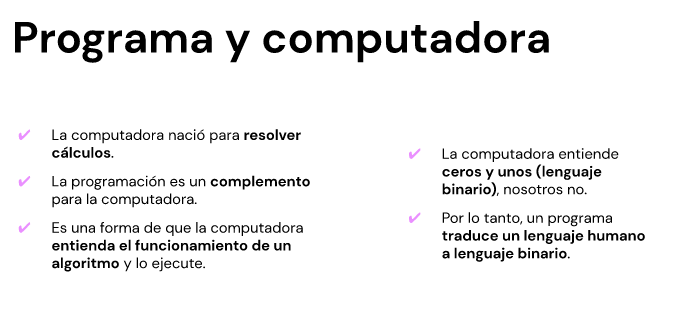 Programa y computadora
La computadora nació para resolver
cálculos.
La programación es un complemento
para la computadora.
Es una forma de que la computadora
entienda el funcionamiento de un
algoritmo y lo ejecute.
La computadora entiende
ceros y unos (lenguaje
binario), nosotros no.
Por lo tanto, un programa
traduce un lenguaje humano
a lenguaje binario.